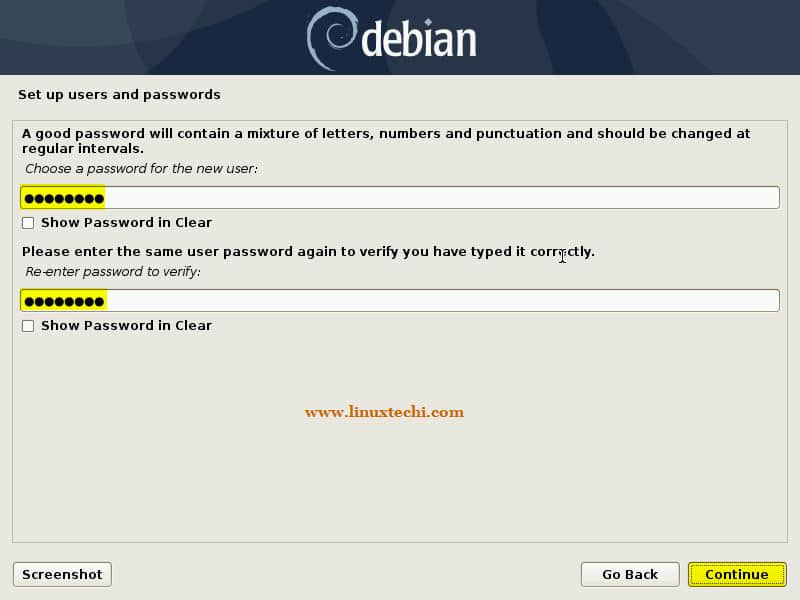 debian
Set up users and passwords
A good password will contain a mixture of letters, numbers and punctuation and should be changed at
regular intervals.
Choose a password for the new user:
●●●●●●●●
Show Password in Clear
Please enter the same user password again to verify you have typed it correctly.
Re-enter password to verify:
●●●●●●●●
Show Password in Clear
www.linuxtechi.com
Screenshot
Go Back
Continue